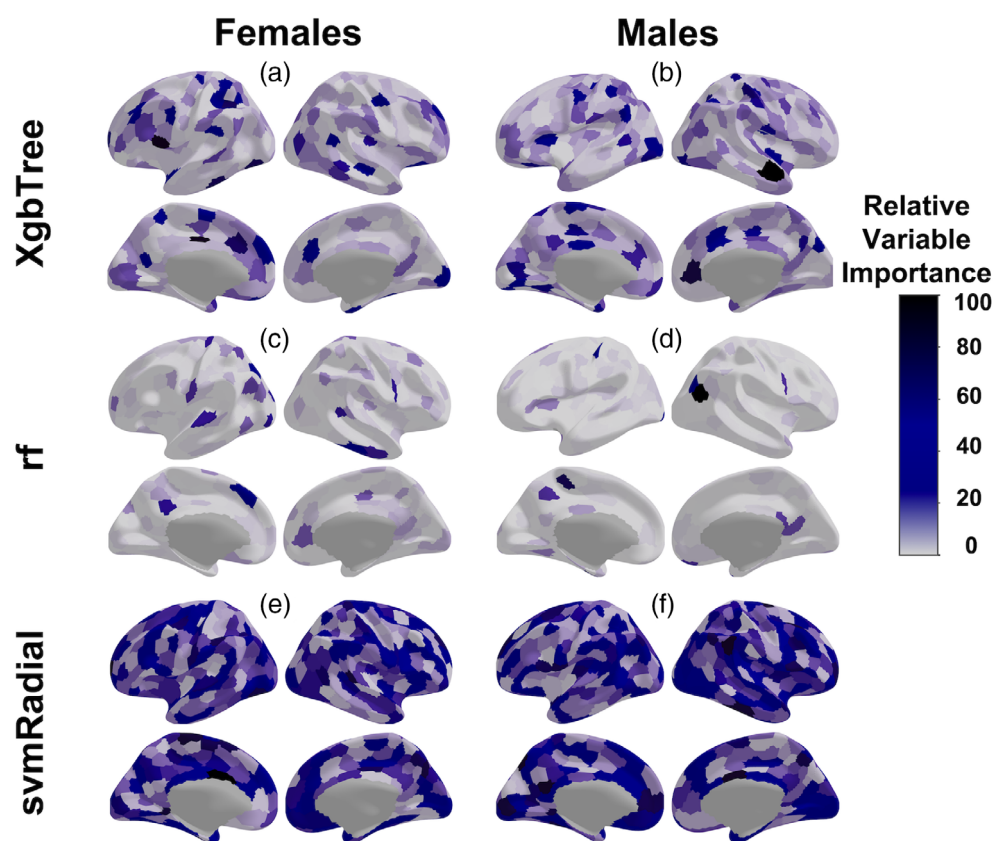 Females
Males
XgbTree
(a)
(b)
Relative
Variable
Importance
100
80
60
40
20
0
rf
(c)
(d)
svmRadial
(e)
(f)